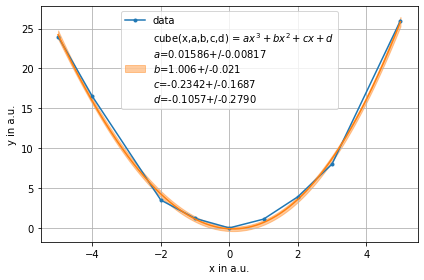 data
cube(x,a,b,c,d) = ax³ + bx² + cx + d
a=0.01586+/-0.00817
b=1.006+/-0.021
c=-0.2342+/-0.1687
d=-0.1057+/-0.2790
y in a.u.
25
20
15
10
5
0
−4 −2 0 2 4
x in a.u.